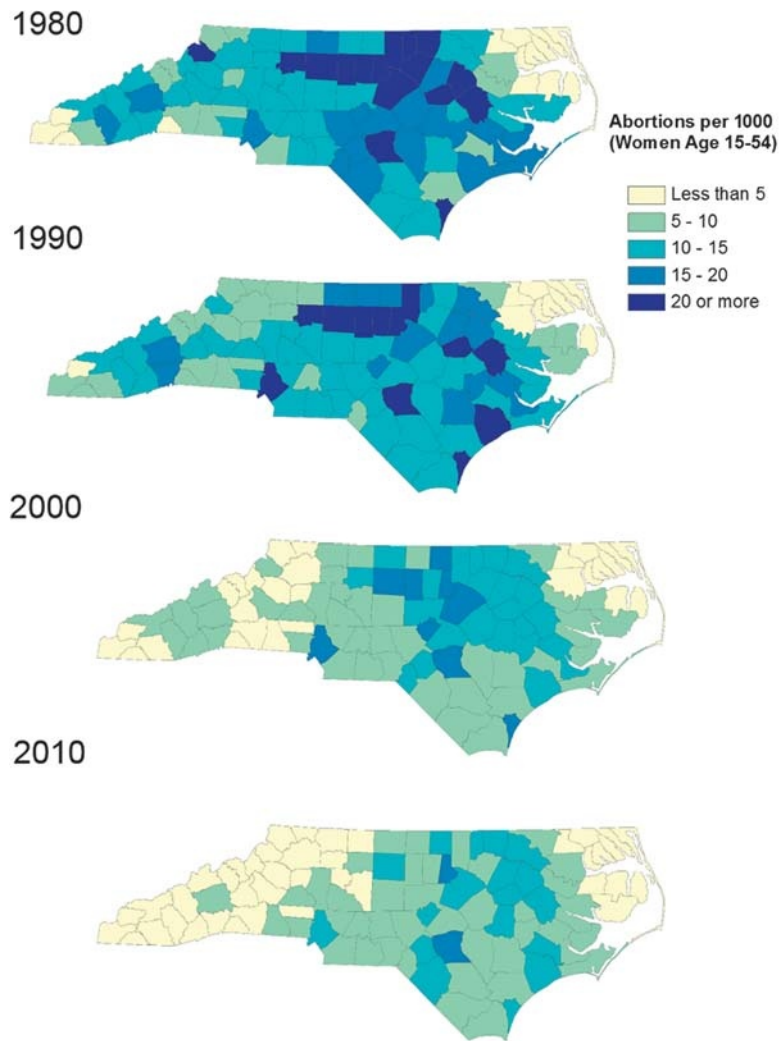 1980
Abortions per 1000
(Women Age 15-54)
Less than 5
5 - 10
10 - 15
15 - 20
20 or more
1990
2000
2010